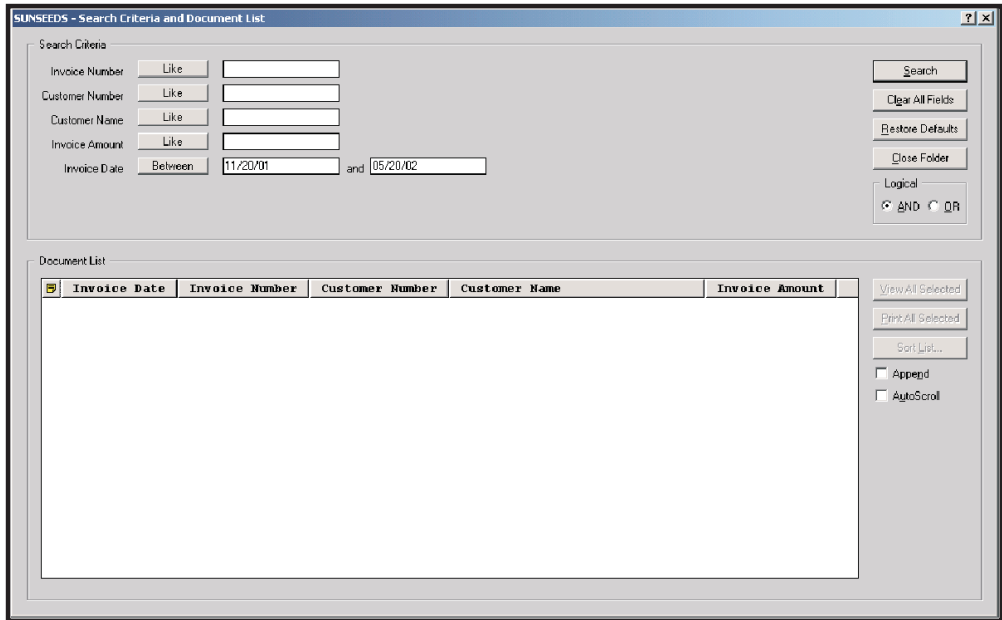 SUNSEEDS - Search Criteria and Document List
Search Criteria
Invoice Number Like
Customer Number Like
Customer Name Like
Invoice Amount Like
Invoice Date Between 11/20/01 and 05/20/02
Search
Clear All Fields
Restore Defaults
Close Folder
Logical
AND OR
Document List
Invoice Date Invoice Number Customer Number Customer Name Invoice Amount
View All Selected
Print All Selected
Sort List...
Append
AutoScroll